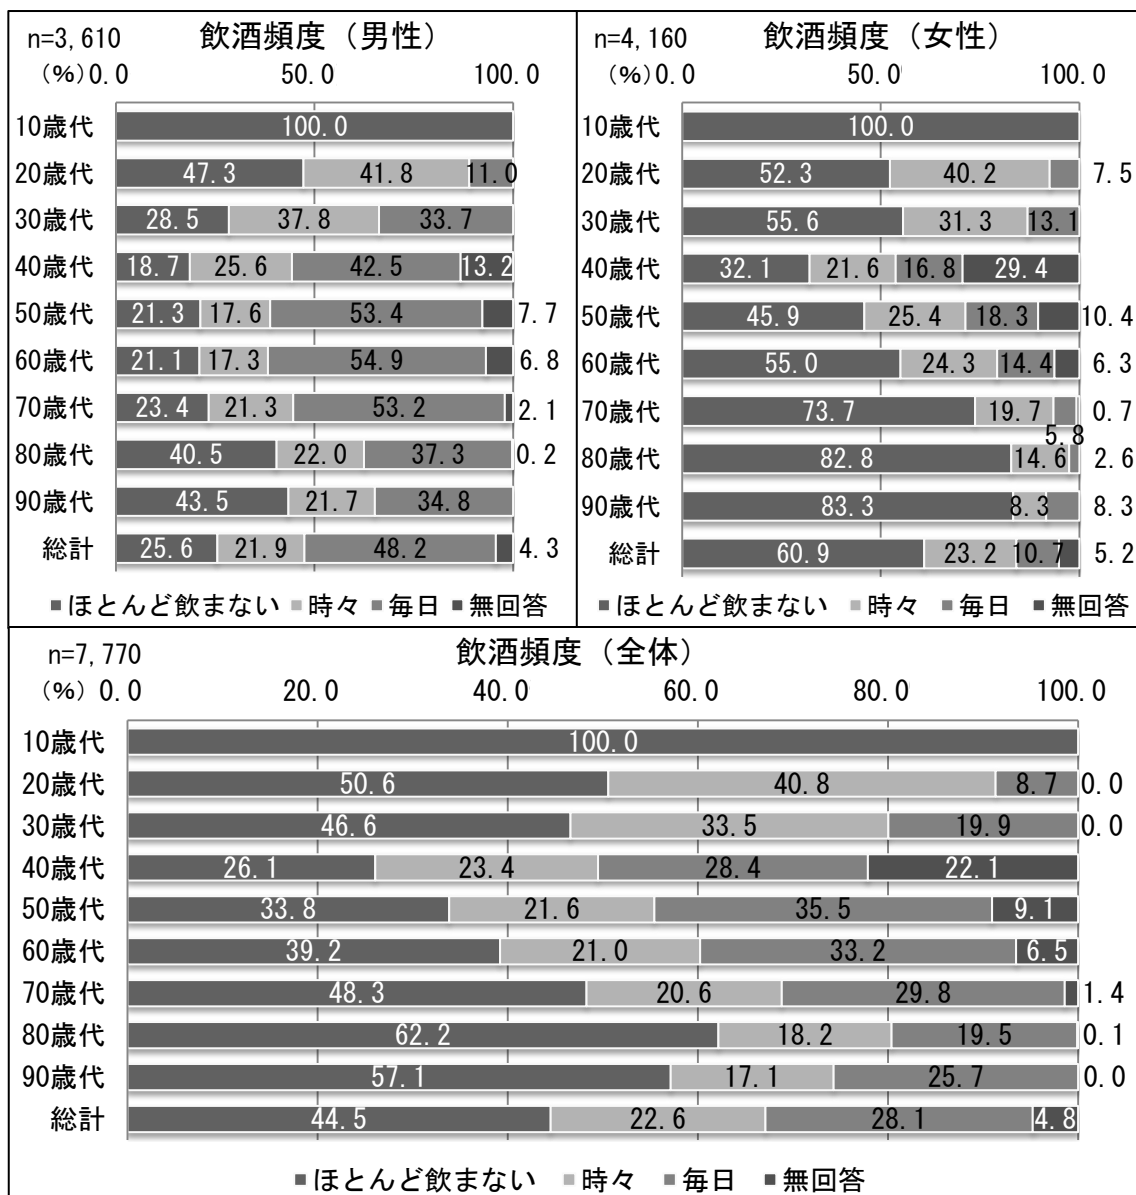 n=3,610 飲酒頻度（男性）
（%）0.0 50.0 100.0
10歳代 100.0
20歳代 47.3 41.8 11.0
30歳代 28.5 37.8 33.7
40歳代 18.7 25.6 42.5 13.2
50歳代 21.3 17.6 53.4 7.7
60歳代 21.1 17.3 54.9 6.8
70歳代 23.4 21.3 53.2 2.1
80歳代 40.5 22.0 37.3 0.2
90歳代 43.5 21.7 34.8
総計 25.6 21.9 48.2 4.3
■ほとんど飲まない ■時々 ■毎日 ■無回答
n=4,160 飲酒頻度（女性）
（%）0.0 50.0 100.0
10歳代 100.0
20歳代 52.3 40.2 7.5
30歳代 55.6 31.3 13.1
40歳代 32.1 21.6 16.8 29.4
50歳代 45.9 25.4 18.3 10.4
60歳代 55.0 24.3 14.4 6.3
70歳代 73.7 19.7 5.8 0.7
80歳代 82.8 14.6 2.6
90歳代 83.3 8.3 8.3
総計 60.9 23.2 10.7 5.2
■ほとんど飲まない ■時々 ■毎日 ■無回答
n=7,770 飲酒頻度（全体）
（%）0.0 20.0 40.0 60.0 80.0 100.0
10歳代 100.0
20歳代 50.6 40.8 8.7 0.0
30歳代 46.6 33.5 19.9 0.0
40歳代 26.1 23.4 28.4 22.1
50歳代 33.8 21.6 35.5 9.1
60歳代 39.2 21.0 33.2 6.5
70歳代 48.3 20.6 29.8 1.4
80歳代 62.2 18.2 19.5 0.1
90歳代 57.1 17.1 25.7 0.0
総計 44.5 22.6 28.1 4.8
■ほとんど飲まない ■時々 ■毎日 ■無回答